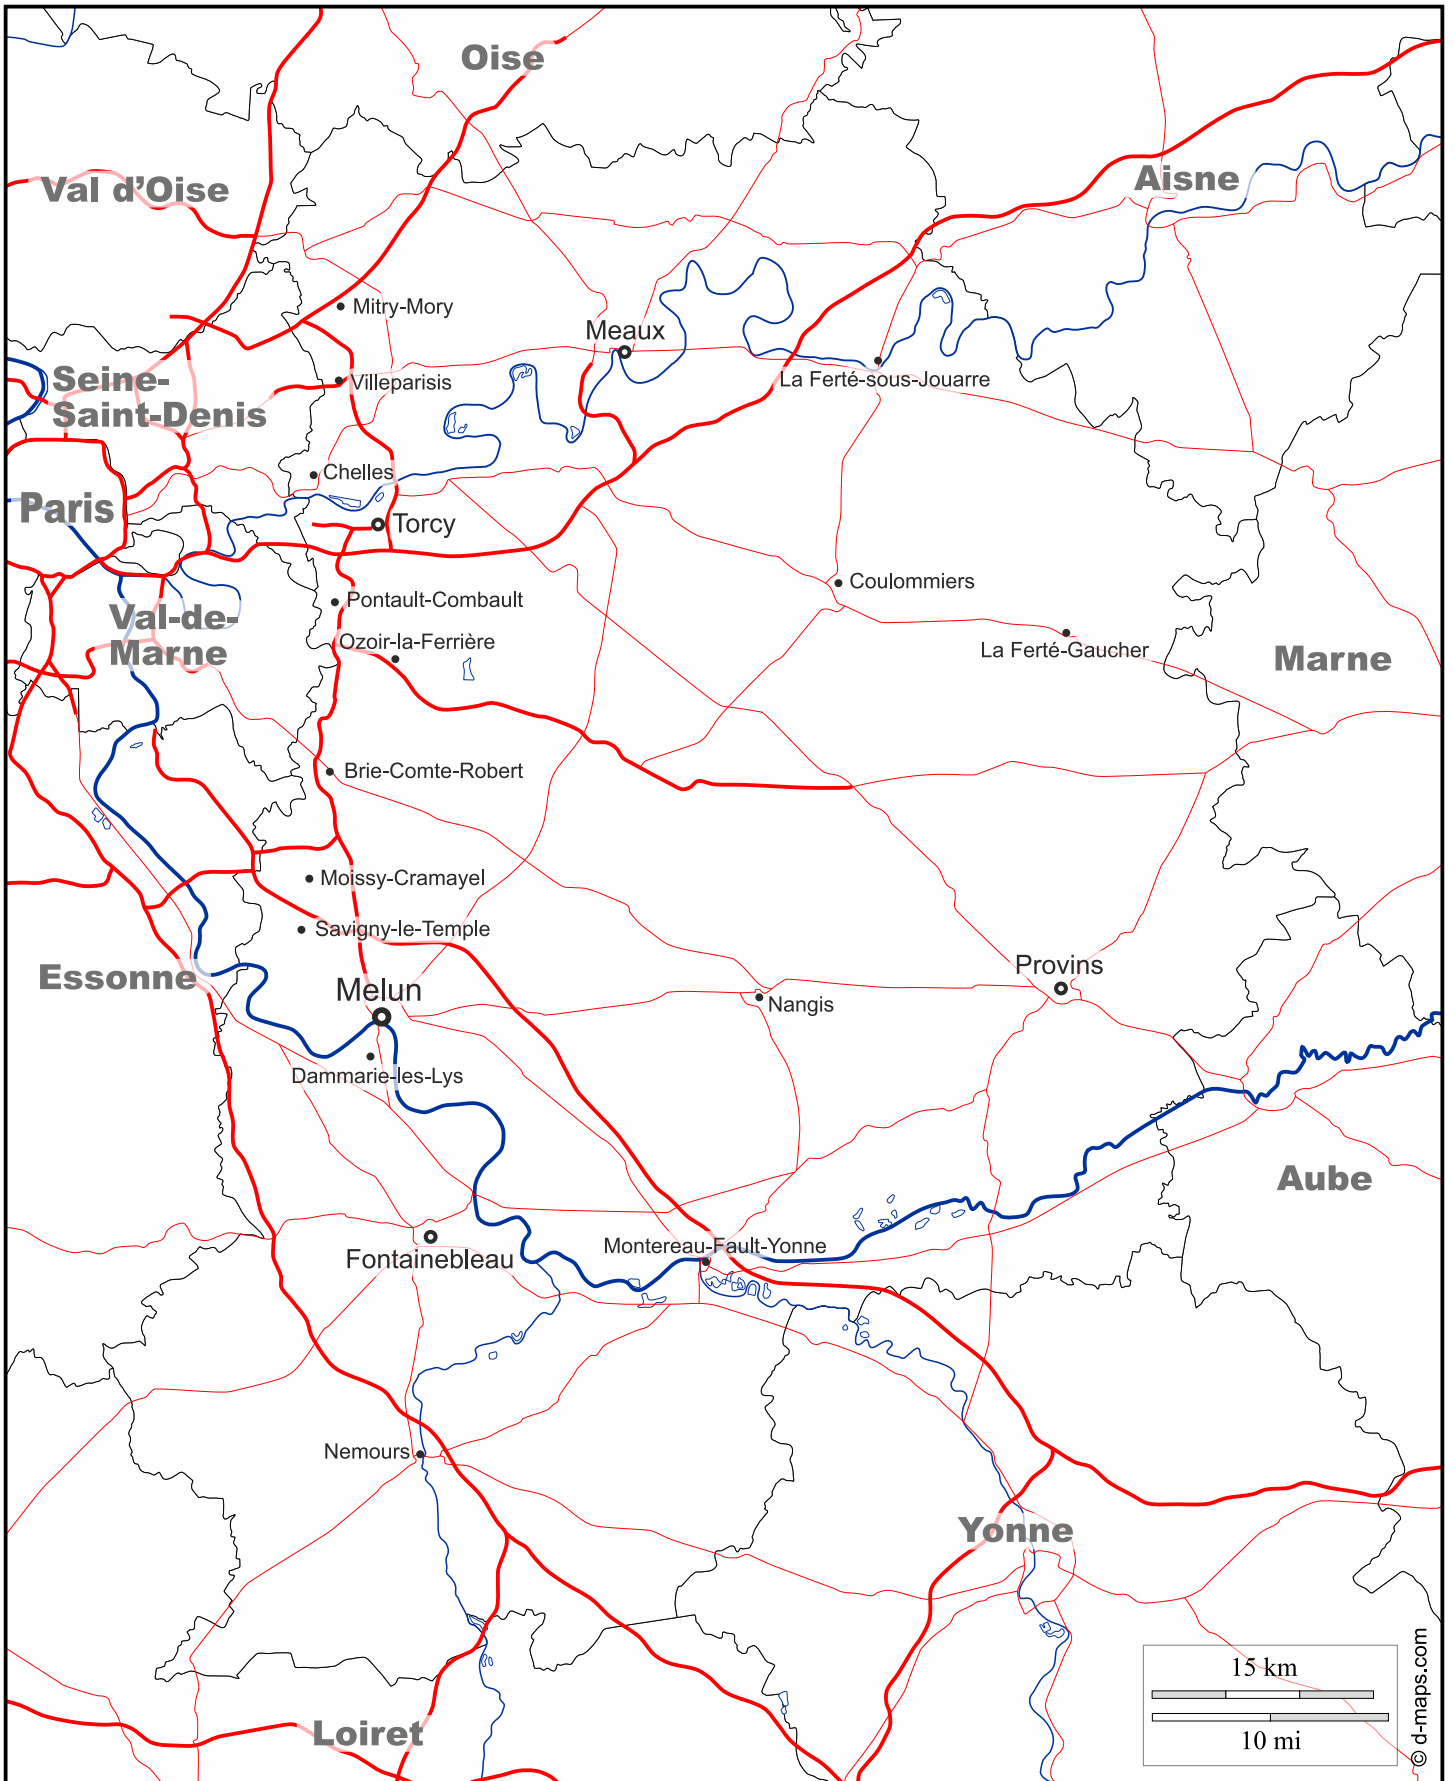 Oise
Val d'Oise
Aisne
Mitry-Mory
Meaux
Seine-
Saint-Denis
Villeparisis
La Ferté-sous-Jouarre
Chelles
Paris
Torcy
Coulommiers
Pontault-Combault
Val-de-
Marne
Ozoir-la-Ferrière
La Ferté-Gaucher
Marne
Brie-Comte-Robert
Moissy-Cramayel
Savigny-le-Temple
Essonne
Provins
Melun
Nangis
Dammarie-les-Lys
Aube
Montereau-Fault-Yonne
Fontainebleau
Nemours
Yonne
15 km
10 mi
Loiret
© d-maps.com